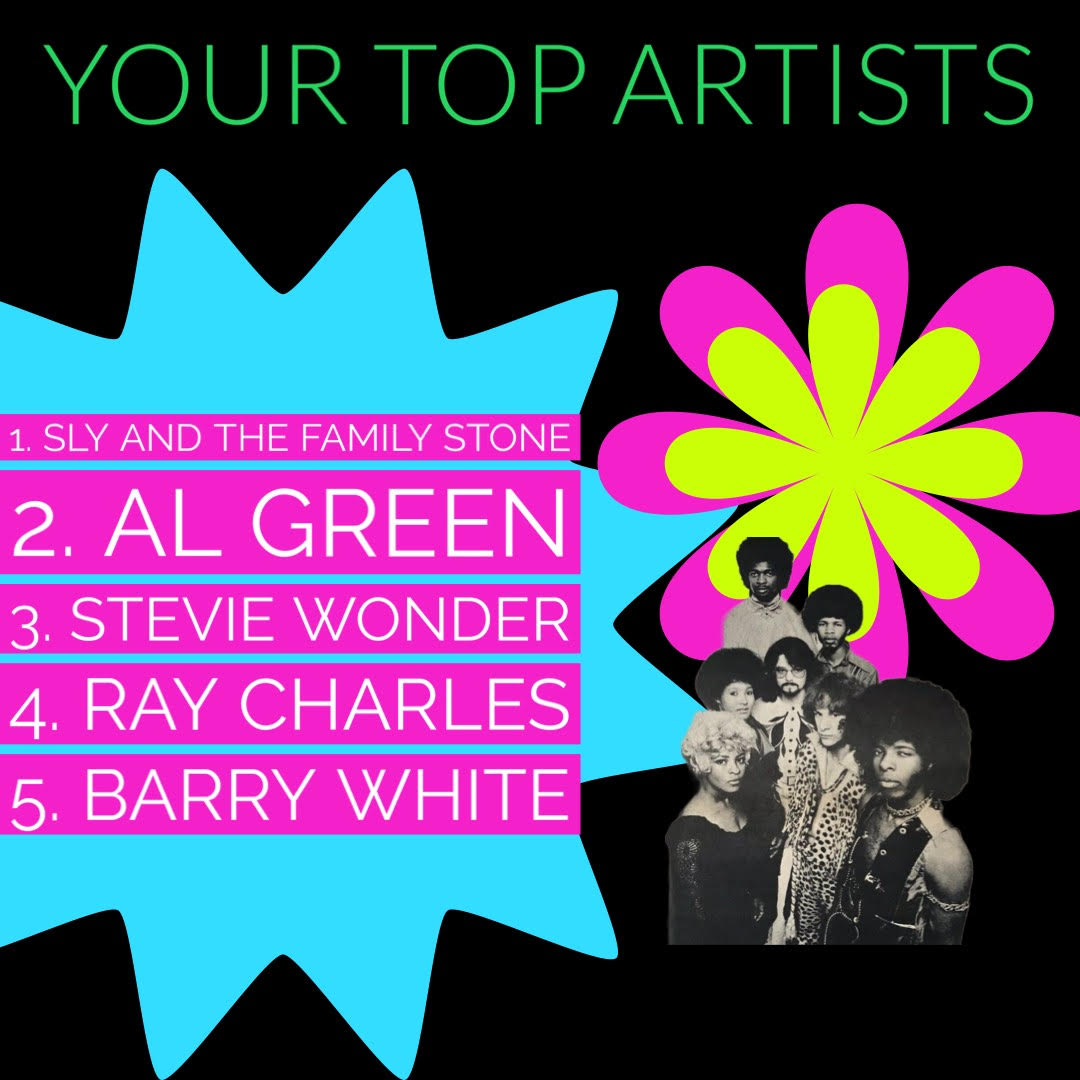 YOUR TOP ARTISTS
1. SLY AND THE FAMILY STONE
2. AL GREEN
3. STEVIE WONDER
4. RAY CHARLES
5. BARRY WHITE